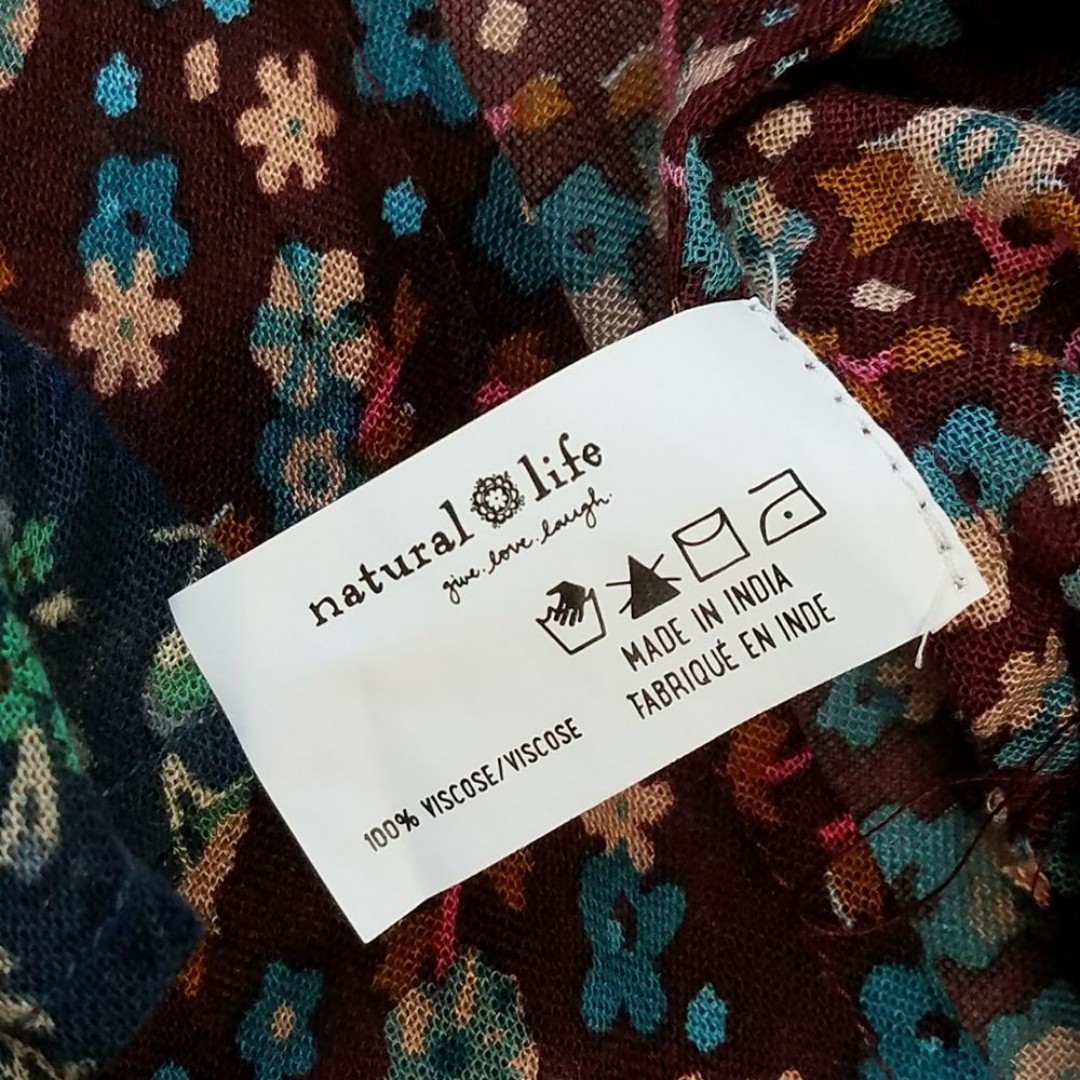 natural life
give. love. laugh.
MADE IN INDIA
FABRIQUÉ EN INDE
100% VISCOSE/VISCOSE